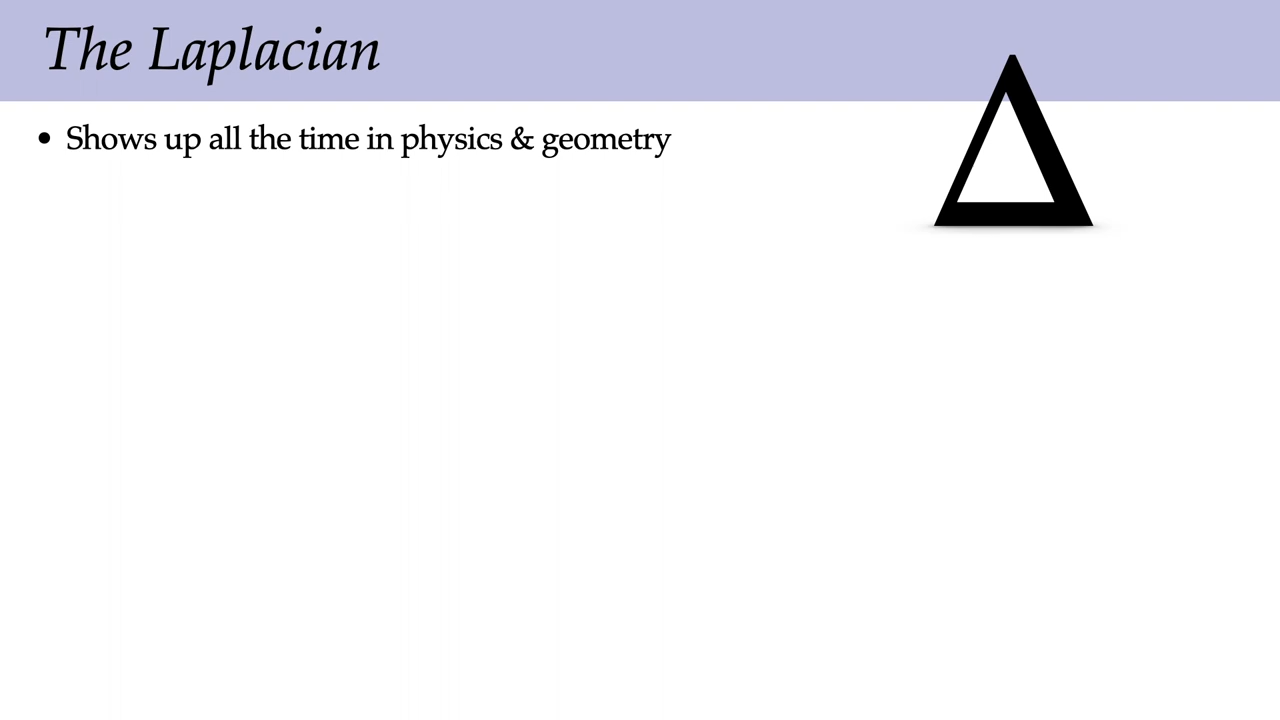 The Laplacian
• Shows up all the time in physics & geometry
Δ